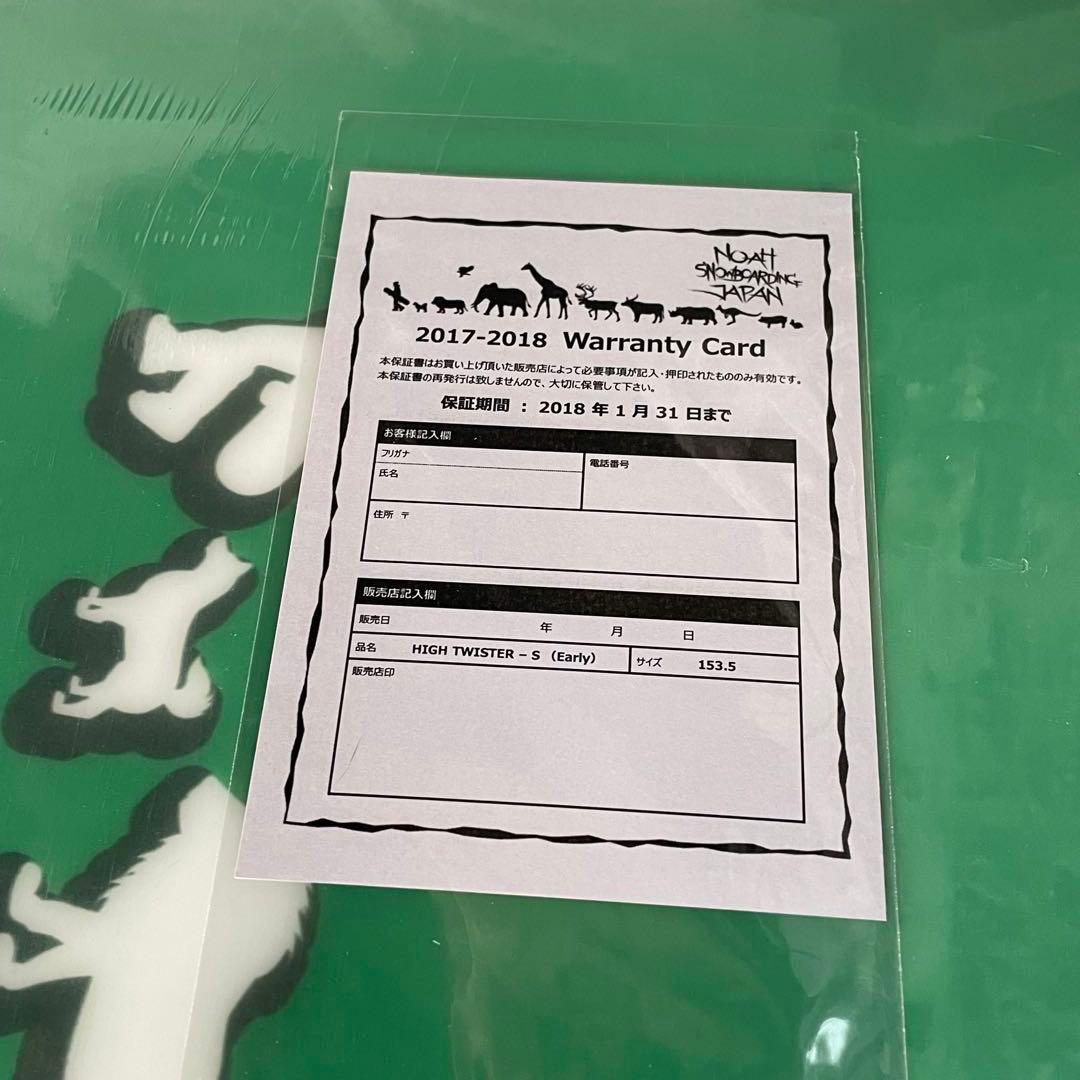 NOAH
SNOWBOARDING
JAPAN
2017-2018 Warranty Card
本保証書はお買い上げ頂いた販売店によって必要事項が記入・押印されたもののみ有効です。
本保証書の再発行は致しませんので、大切に保管して下さい。
保証期間 : 2018 年 1 月 31 日まで
お客様記入欄
フリガナ
電話番号
氏名
住所 〒
販売店記入欄
販売日 年 月 日
品名 HIGH TWISTER – S (Early) サイズ 153.5
販売店印